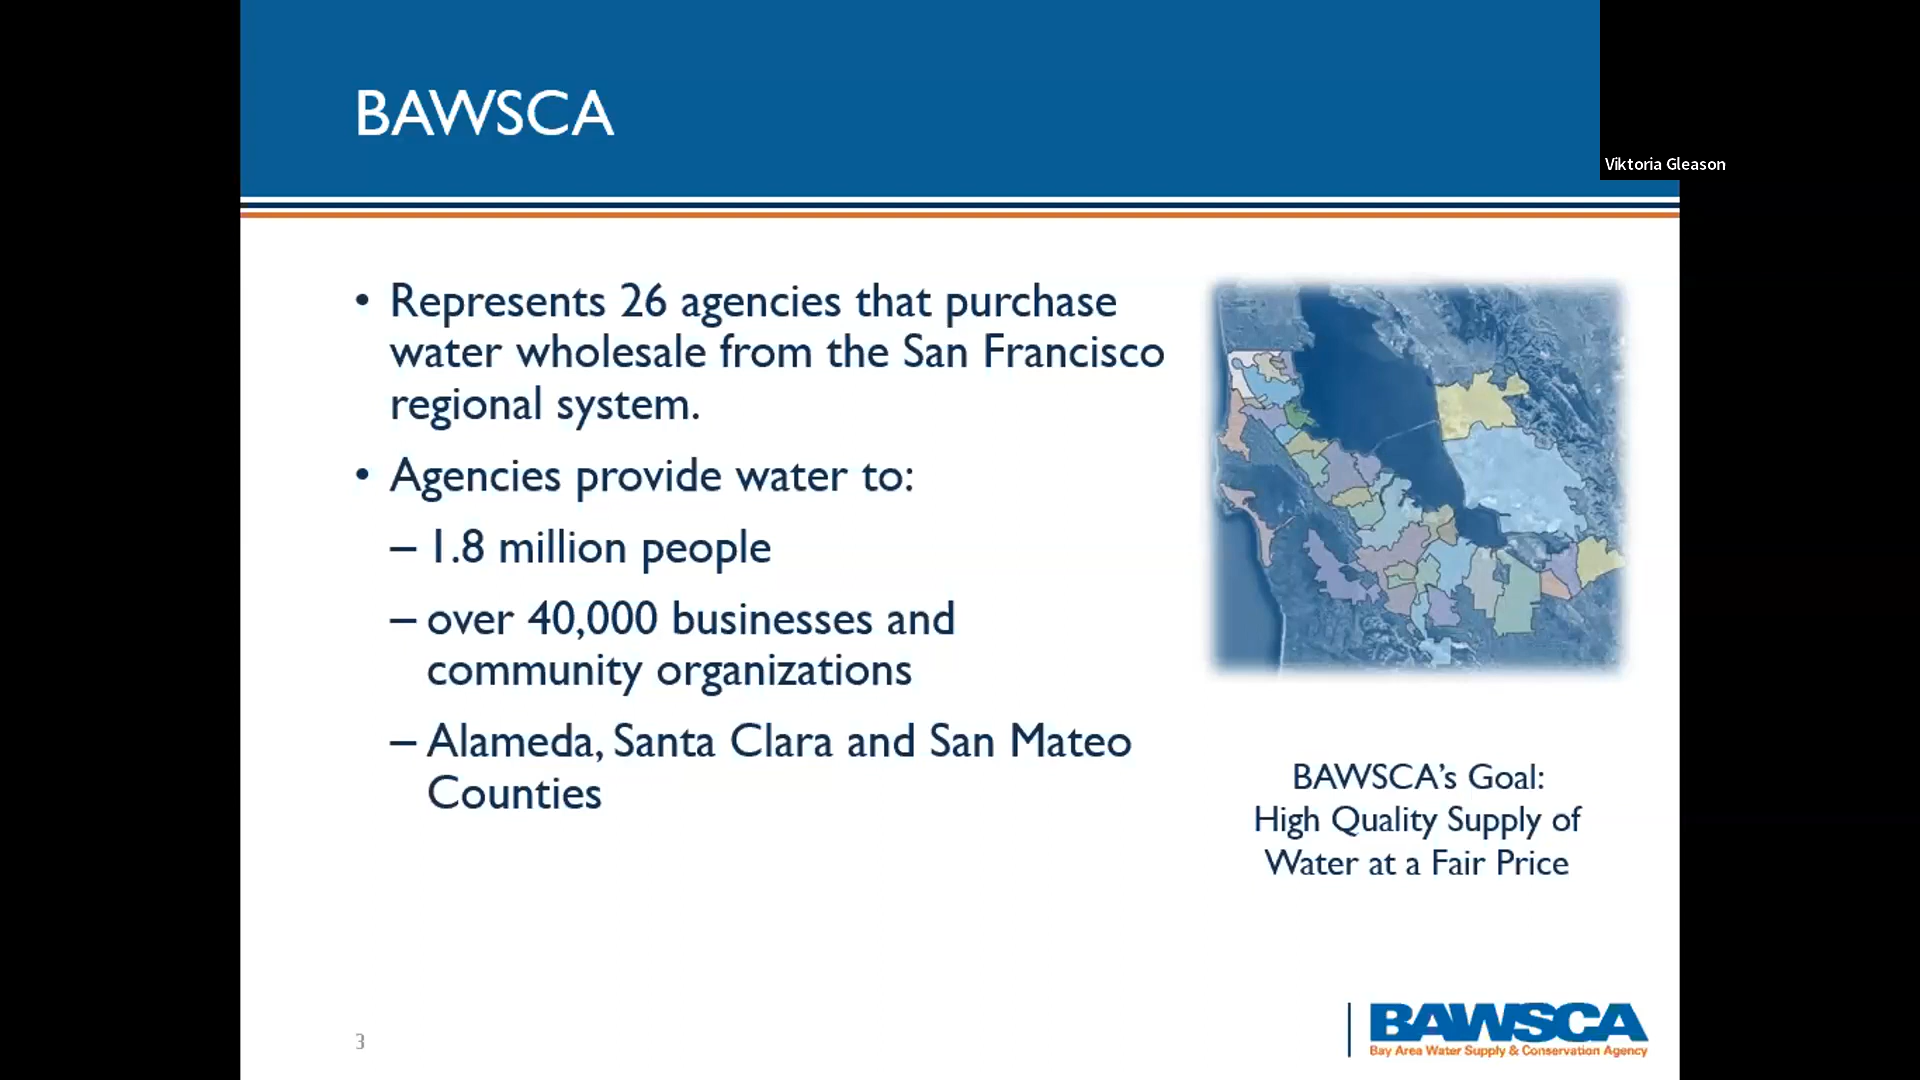 BAWSCA
Viktoria Gleason
• Represents 26 agencies that purchase
water wholesale from the San Francisco
regional system.
• Agencies provide water to:
– 1.8 million people
– over 40,000 businesses and
community organizations
– Alameda, Santa Clara and San Mateo
Counties
BAWSCA's Goal:
High Quality Supply of
Water at a Fair Price
3
BAWSCA
Bay Area Water Supply & Conservation Agency